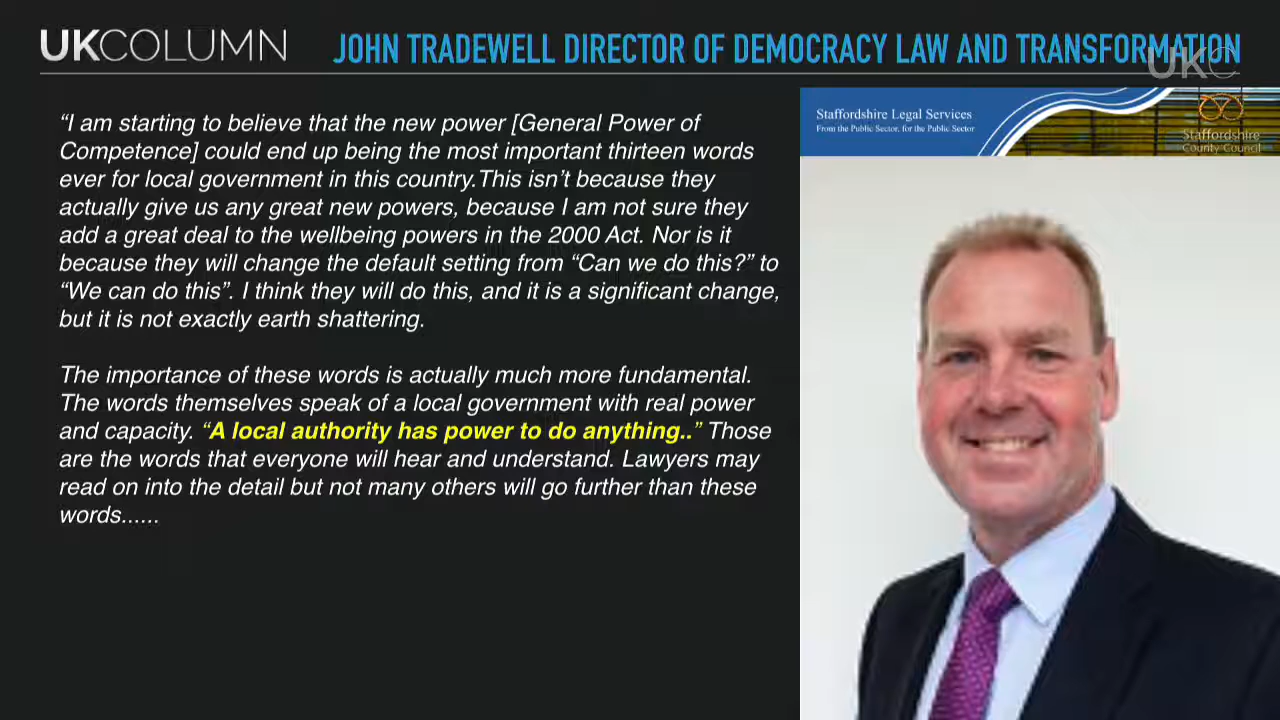 UKCOLUMN
JOHN TRADEWELL DIRECTOR OF DEMOCRACY LAW AND TRANSFORMATION
UKC
Staffordshire Legal Services
From the Public Sector, for the Public Sector
Staffordshire
County Council
“I am starting to believe that the new power [General Power of
Competence] could end up being the most important thirteen words
ever for local government in this country.This isn’t because they
actually give us any great new powers, because I am not sure they
add a great deal to the wellbeing powers in the 2000 Act. Nor is it
because they will change the default setting from “Can we do this?” to
“We can do this”. I think they will do this, and it is a significant change,
but it is not exactly earth shattering.
The importance of these words is actually much more fundamental.
The words themselves speak of a local government with real power
and capacity. “A local authority has power to do anything..” Those
are the words that everyone will hear and understand. Lawyers may
read on into the detail but not many others will go further than these
words......